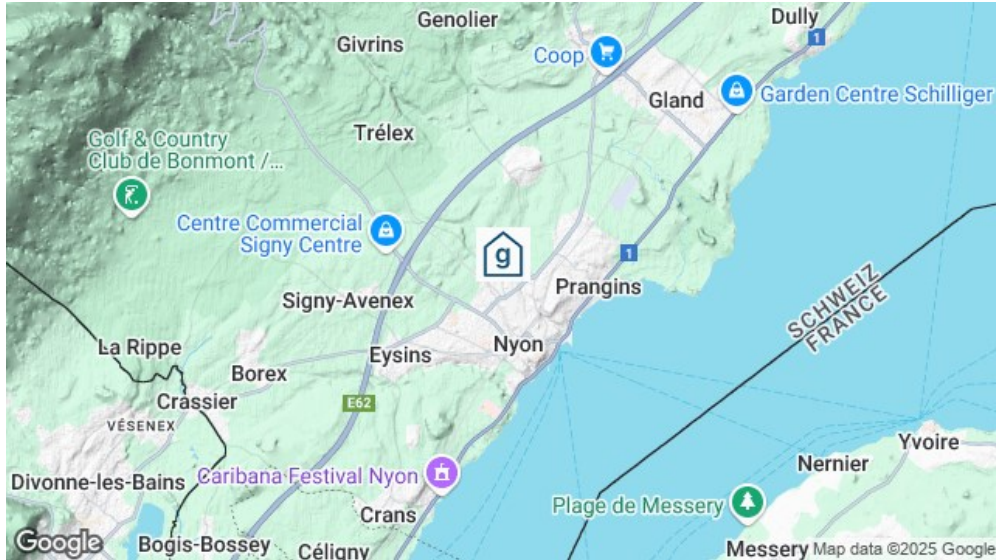 Genolier
Dully
1
Givrins
Coop
Gland
Garden Centre Schilliger
Trélex
Golf & Country
Club de Bonmont /...
Centre Commercial
Signy Centre
g
1
Prangins
Signy-Avenex
SCHWEIZ
FRANCE
La Rippe
Nyon
Eysins
Borex
Crassier
E62
VÉSENEX
Yvoire
Nernier
Caribana Festival Nyon
Divonne-les-Bains
Plage de Messery
Crans
Google
Bogis-Bossey
Céligny
Messery
Map data ©2025 Google